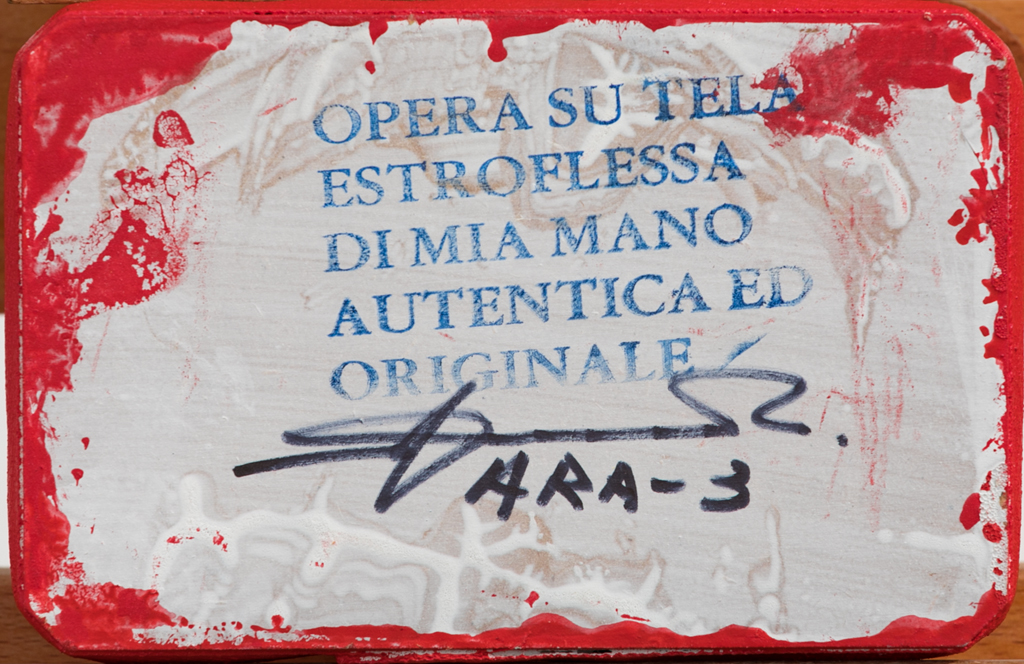 OPERA SU TELA
ESTROFLESSA
DI MIA MANO
AUTENTICA ED
ORIGINALE
ARA-3